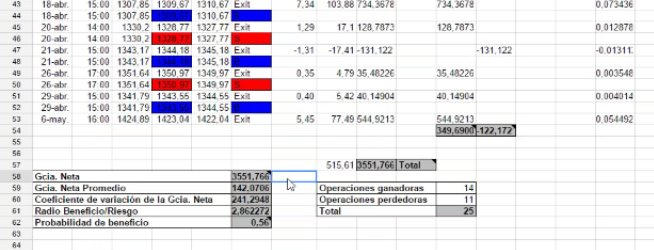 43 18-abr. 15:00 1307,85 1309,67 1310,67 Exit 7,34 103,88 734,3678 734,3678 0,073436
44 18-abr. 15:00 1307,85 1310,67
45 20-abr. 14:00 1330,2 1328,77 1327,77 Exit 1,29 17,1 128,7873 128,7873 0,012878
46 20-abr. 14:00 1330,2 1328,77 1327,77 S
47 21-abr. 15:00 1343,17 1344,18 1345,18 Exit -1,31 -17,41 -131,122 -131,122 -0,01311
48 21-abr. 15:00 1343,17 1345,18
49 26-abr. 17:00 1351,64 1350,97 1349,97 Exit 0,35 4,79 35,48226 35,48226 0,003548
50 26-abr. 17:00 1351,64 1350,97 1349,97 S
51 29-abr. 15:00 1341,79 1343,55 1344,55 Exit 0,40 5,42 40,14904 40,14904 0,004014
52 29-abr. 15:00 1341,79 1344,55
53 6-may. 16:00 1424,89 1423,04 1422,04 Exit 5,45 77,49 544,9213 544,9213 0,054492
54 349,6900 -122,172
55
56
57 515,61 3551,766 Total
58 Gcia. Neta 3551,766
59 Gcia. Neta Promedio 142,0706 Operaciones ganadoras 14
60 Coeficiente de variación de la Gcia. Neta 241,2948 Operaciones perdedoras 11
61 Radio Beneficio/Riesgo 2,862272 Total 25
62 Probabilidad de beneficio 0,56
63
64